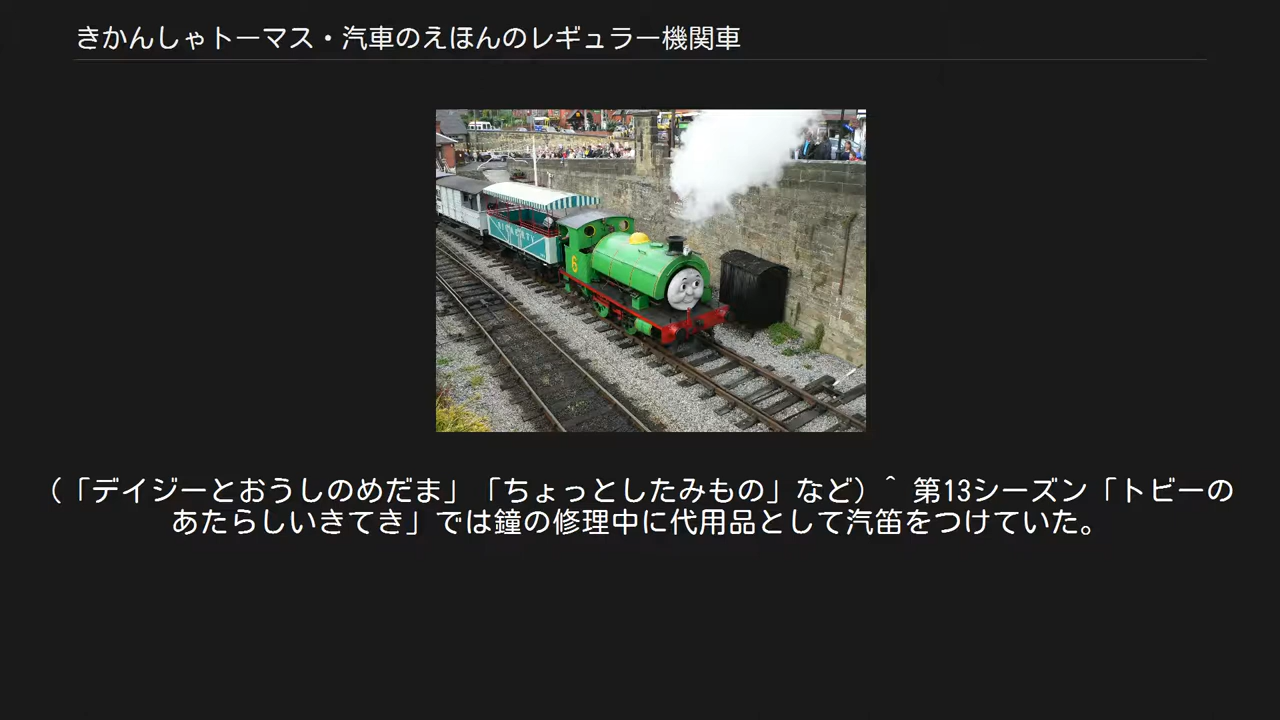 きかんしゃトーマス・汽車のえほんのレギュラー機関車
6
（「デイジーとおうしのめだま」「ちょっとしたみもの」など）^ 第13シーズン「トビーの
あたらしいきてき」では鐘の修理中に代用品として汽笛をつけていた。